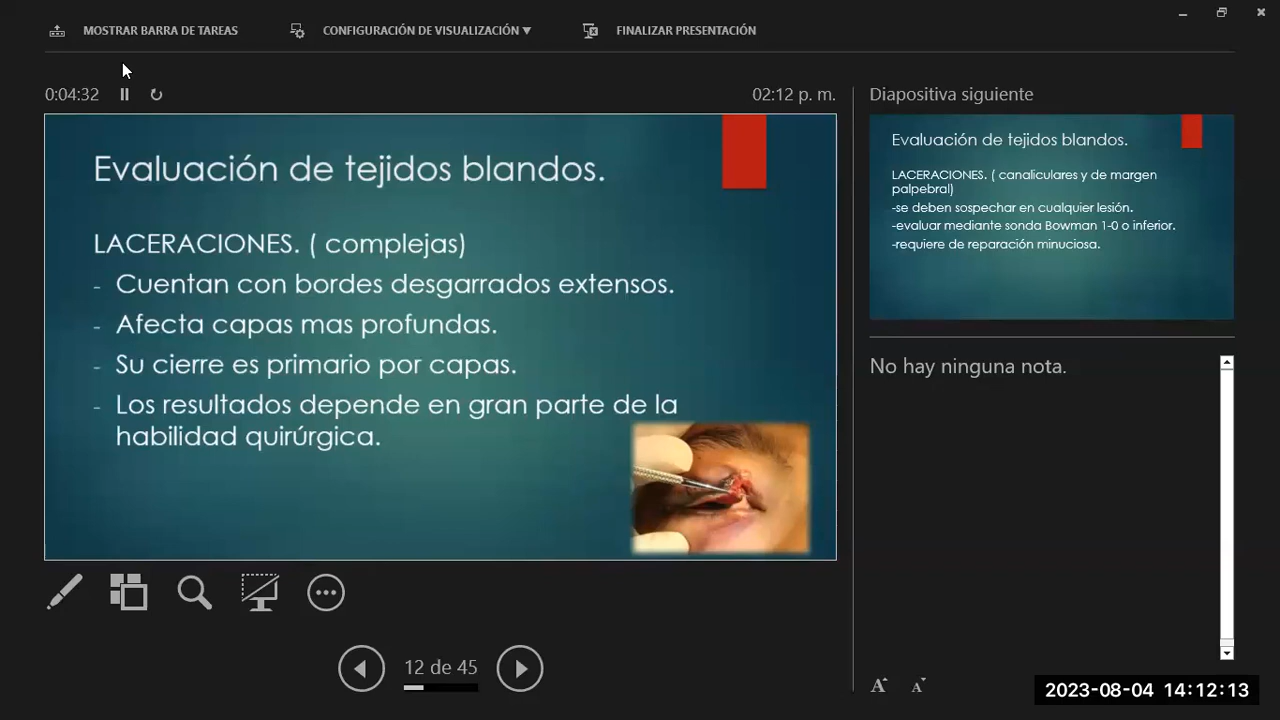 MOSTRAR BARRA DE TAREAS
CONFIGURACIÓN DE VISUALIZACIÓN ▼
FINALIZAR PRESENTACIÓN
0:04:32
02:12 p. m.
Evaluación de tejidos blandos.
LACERACIONES. ( complejas)
- Cuentan con bordes desgarrados extensos.
- Afecta capas mas profundas.
- Su cierre es primario por capas.
- Los resultados depende en gran parte de la
habilidad quirúrgica.
12 de 45
Diapositiva siguiente
Evaluación de tejidos blandos.
LACERACIONES. ( canaliculares y de margen
palpebral)
-se deben sospechar en cualquier lesión.
-evaluar mediante sonda Bowman 1-0 o inferior.
-requiere de reparación minuciosa.
No hay ninguna nota.
A A
2023-08-04 14:12:13